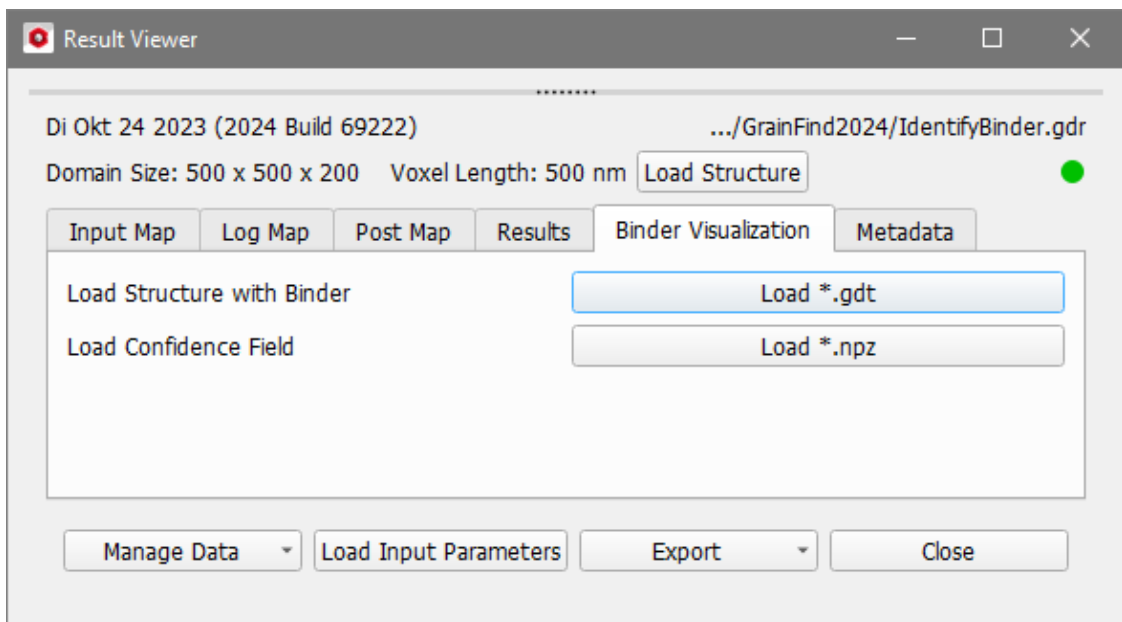 Result Viewer
Di Okt 24 2023 (2024 Build 69222) .../GrainFind2024/IdentifyBinder.gdr
Domain Size: 500 x 500 x 200 Voxel Length: 500 nm Load Structure
Input Map Log Map Post Map Results Binder Visualization Metadata
Load Structure with Binder Load *.gdt
Load Confidence Field Load *.npz
Manage Data Load Input Parameters Export Close